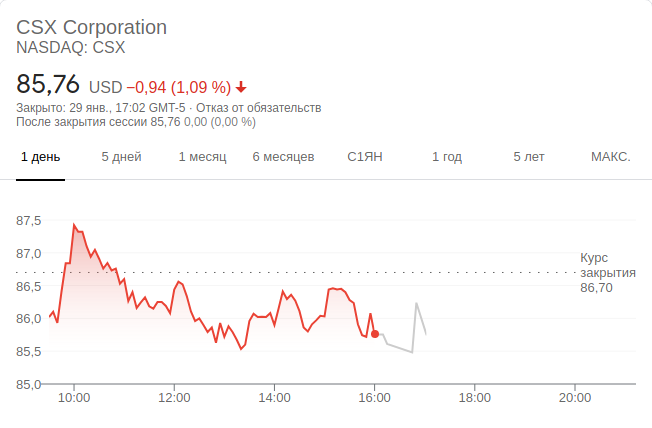 CSX Corporation
NASDAQ: CSX
85,76 USD −0,94 (1,09 %)
Закрыто: 29 янв., 17:02 GMT-5 · Отказ от обязательств
После закрытия сессии 85,76 0,00 (0,00 %)
1 день 5 дней 1 месяц 6 месяцев С1ЯН 1 год 5 лет МАКС.
87,5
87,0
86,5
86,0
85,5
85,0
Курс
закрытия
86,70
10:00 12:00 14:00 16:00 18:00 20:00